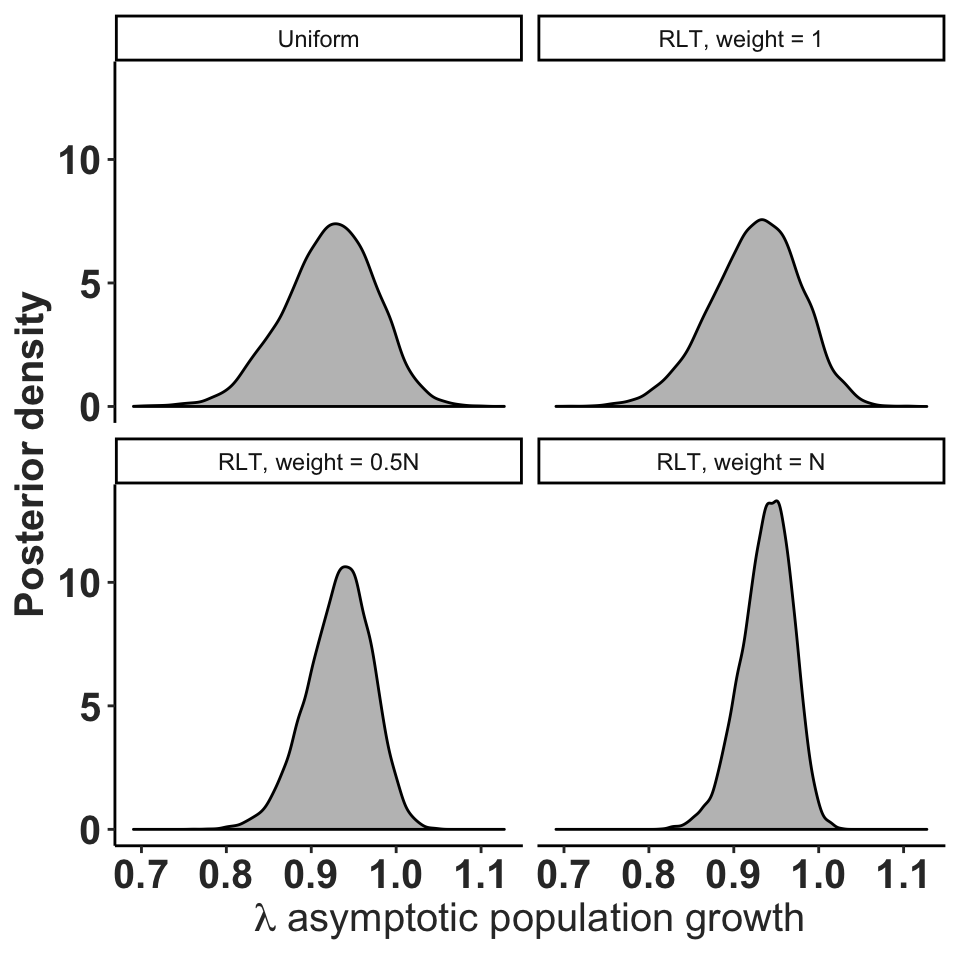 Uniform
RLT, weight = 1
10
5
0
RLT, weight = 0.5N
RLT, weight = N
10
5
0
0.7 0.8 0.9 1.0 1.1
0.7 0.8 0.9 1.0 1.1
λ asymptotic population growth
Posterior density